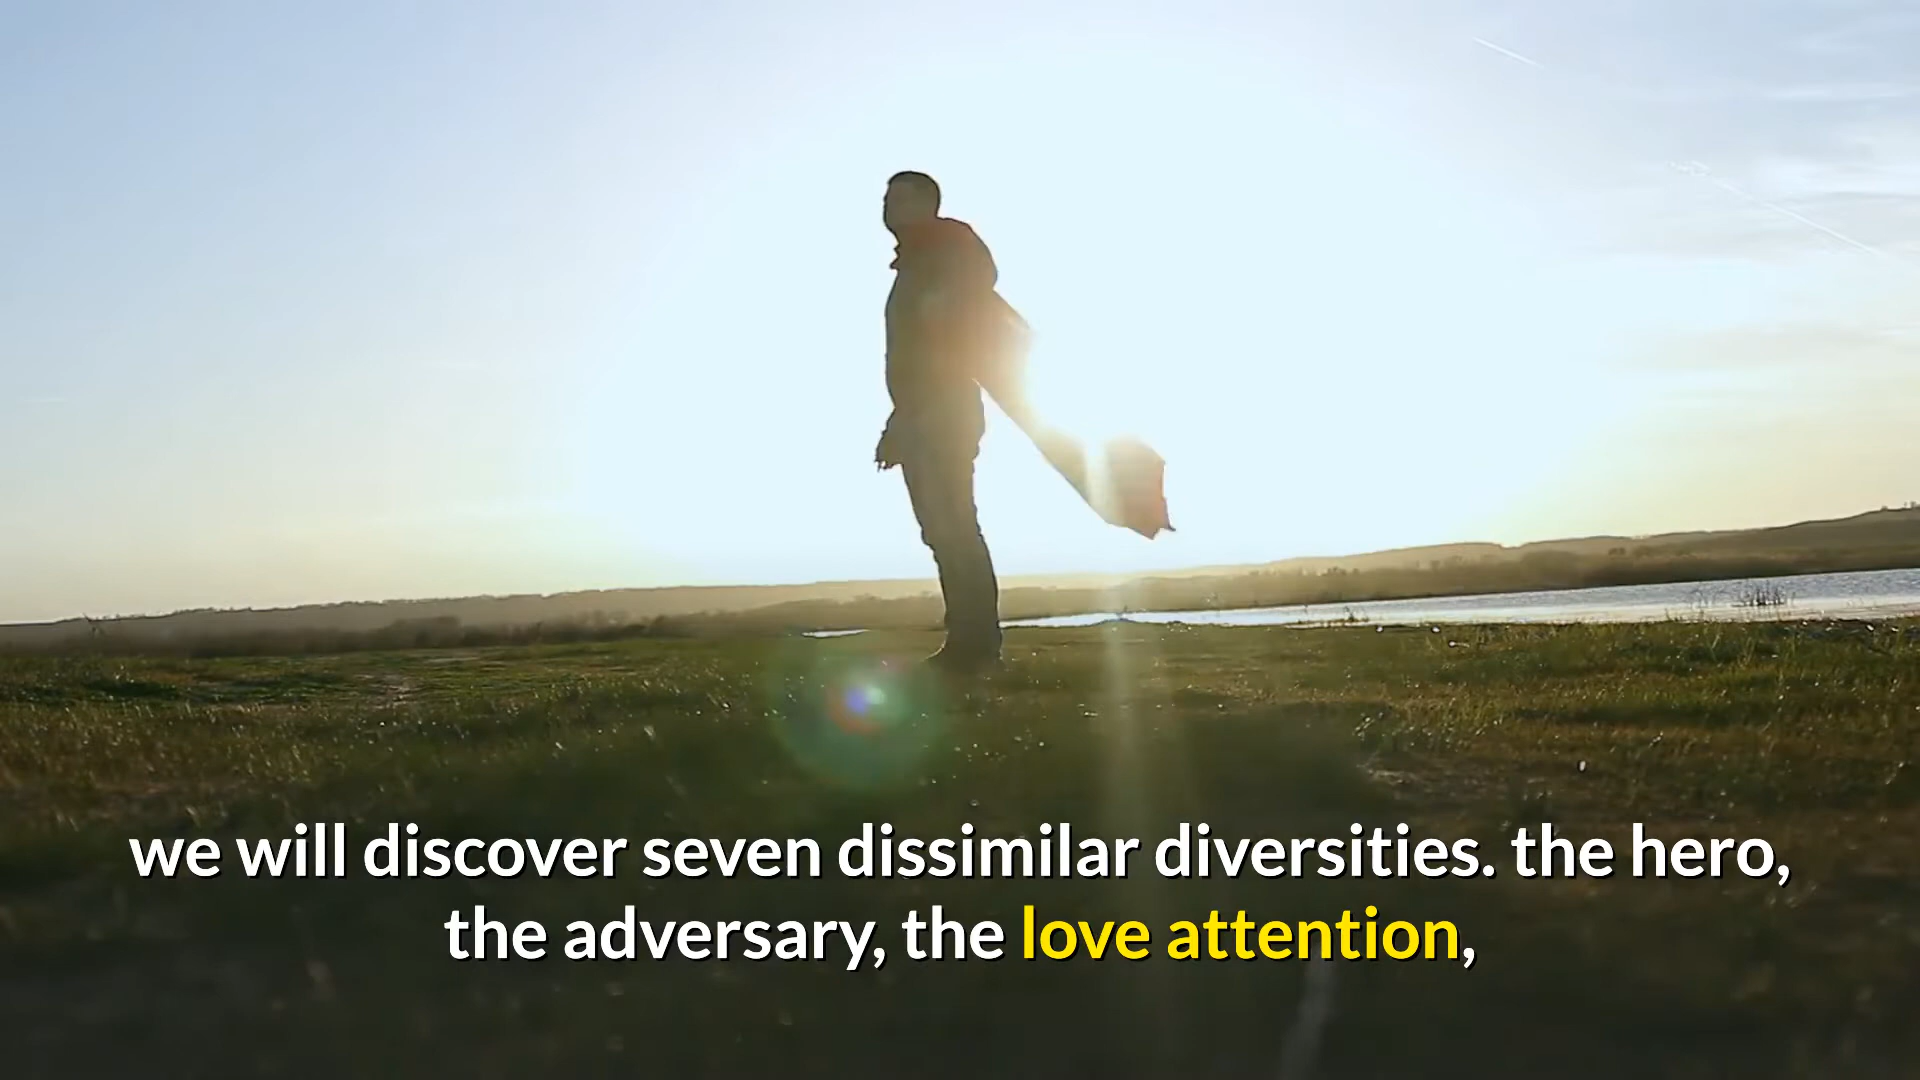 we will discover seven dissimilar diversities. the hero,
the adversary, the love attention,